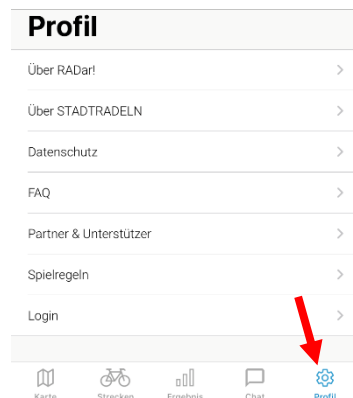 Profil
Über RADar!
Über STADTRADELN
Datenschutz
FAQ
Partner & Unterstützer
Spielregeln
Login
Karte Strecken Ergebnis Chat Profil